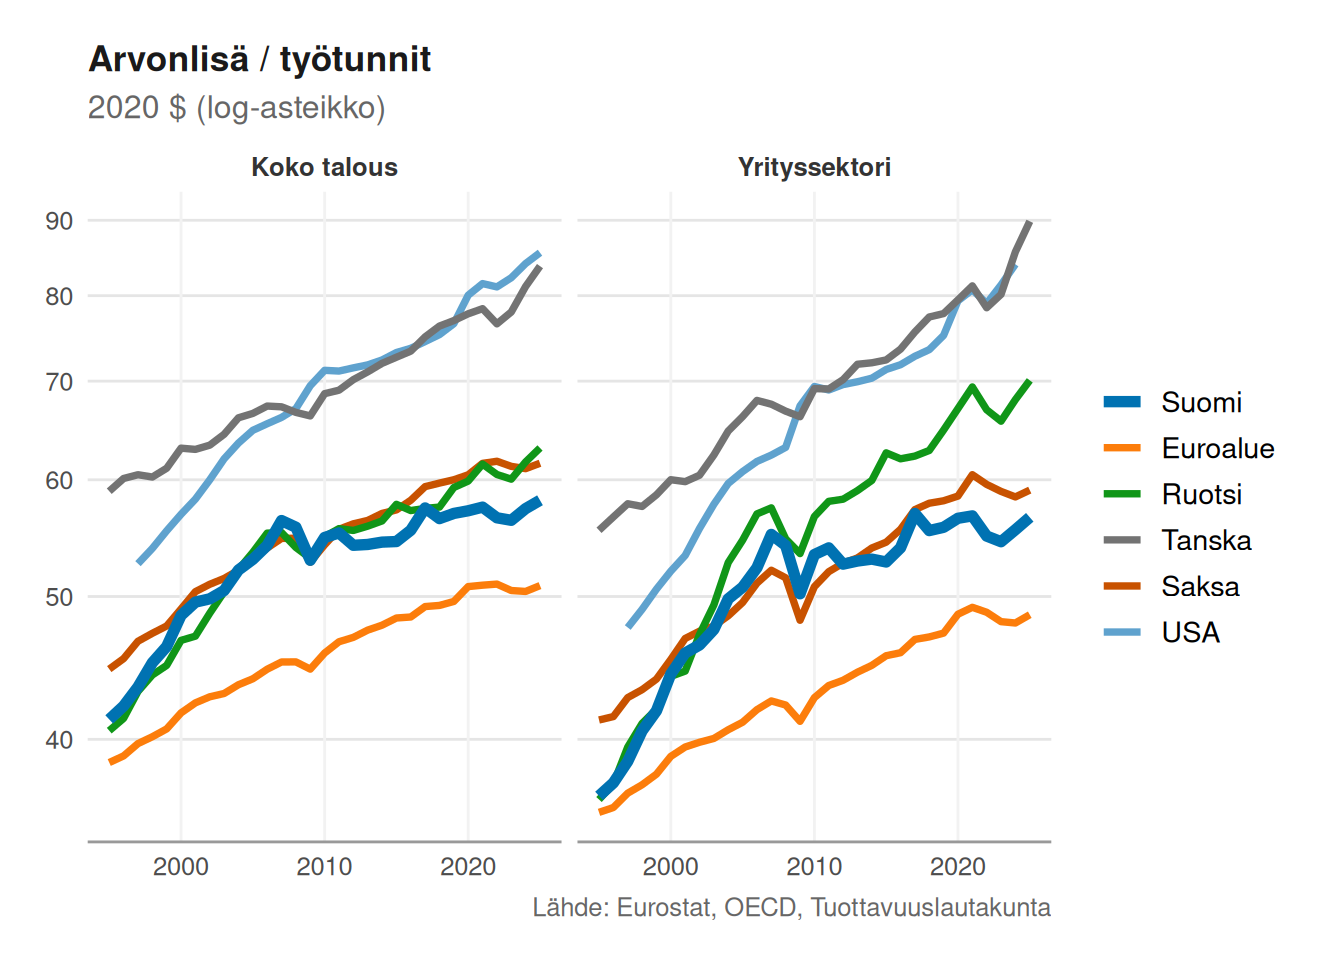 Arvonlisä / työtunnit
2020 $ (log-asteikko)
Koko talous
Yrityssektori
90
80
70
60
50
40
2000
2010
2020
2000
2010
2020
Suomi
Euroalue
Ruotsi
Tanska
Saksa
USA
Lähde: Eurostat, OECD, Tuottavuuslautakunta